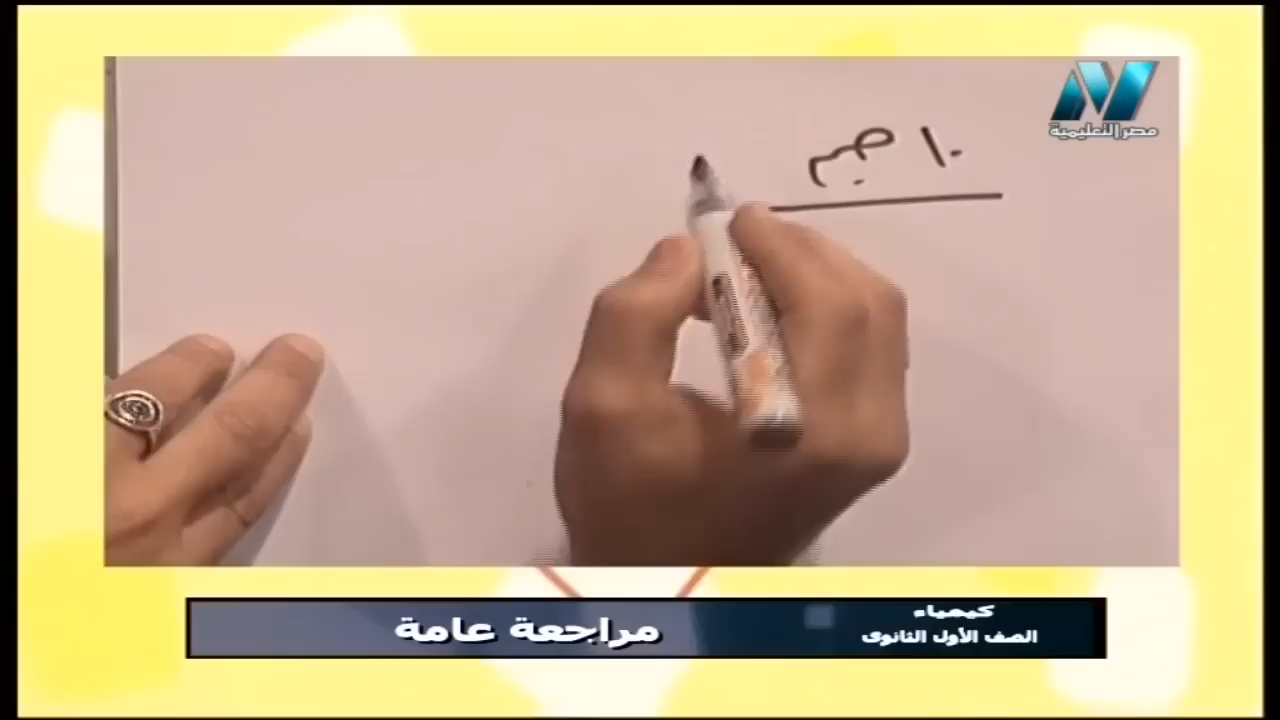 مصر التعليمية
١٠ جم
كيمياء
الصف الأول الثانوى
مراجعة عامة